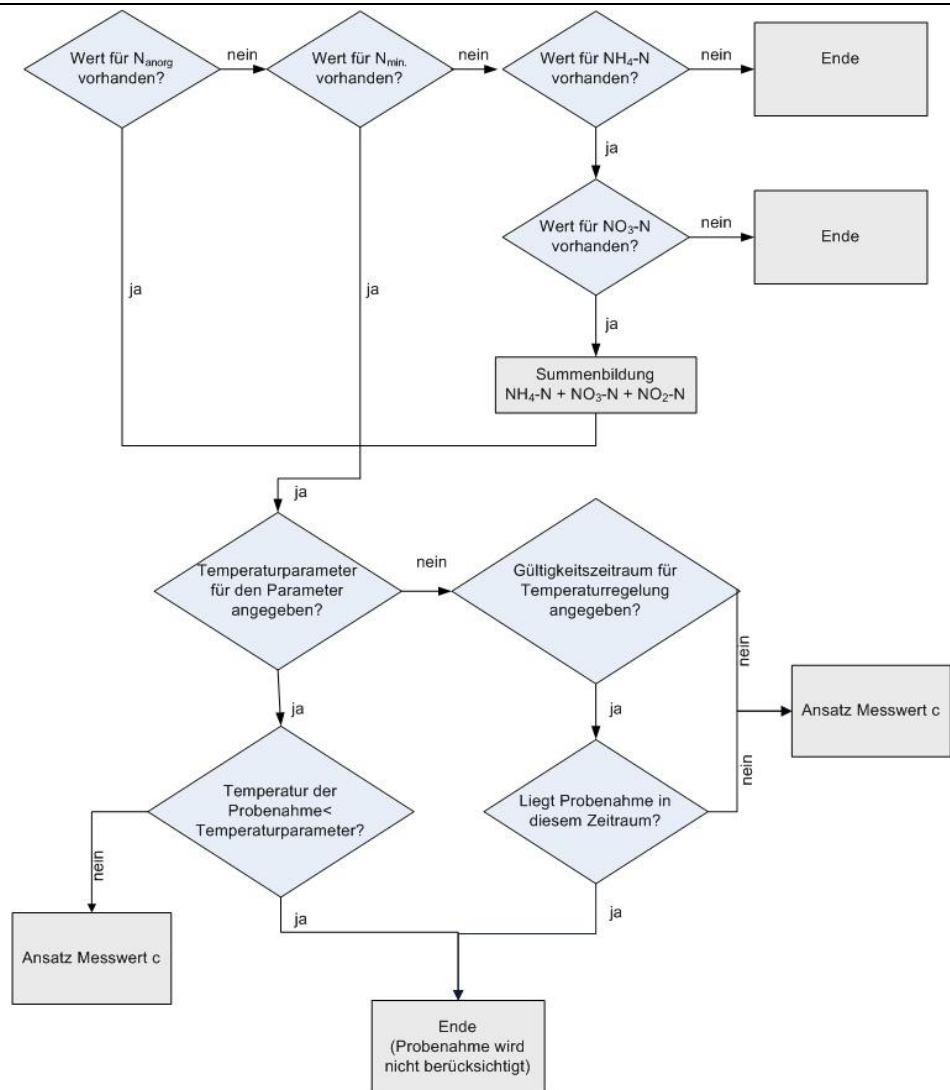 Wert für Nanorg
vorhanden?
nein
Wert für Nmin.
vorhanden?
nein
Wert für NH4-N
vorhanden?
nein
Ende
ja
Wert für NO3-N
vorhanden?
nein
Ende
ja
ja
ja
Summenbildung
NH4-N + NO3-N + NO2-N
ja
Temperaturparameter
für den Parameter
angegeben?
nein
Gültigkeitszeitraum für
Temperaturregelung
angegeben?
nein
ja
ja
Ansatz Messwert c
Temperatur der
Probenahme<
Temperaturparameter?
Liegt Probenahme in
diesem Zeitraum?
nein
nein
ja
ja
Ansatz Messwert c
Ende
(Probenahme wird
nicht berücksichtigt)